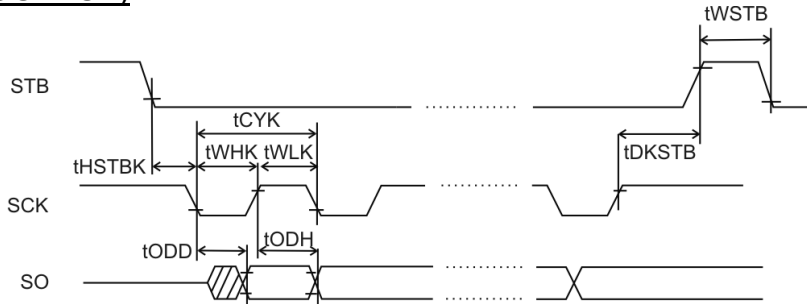 tWSTB
STB
tCYK
tHSTBK tWHK tWLK tDKSTB
SCK
tODD tODH
SO